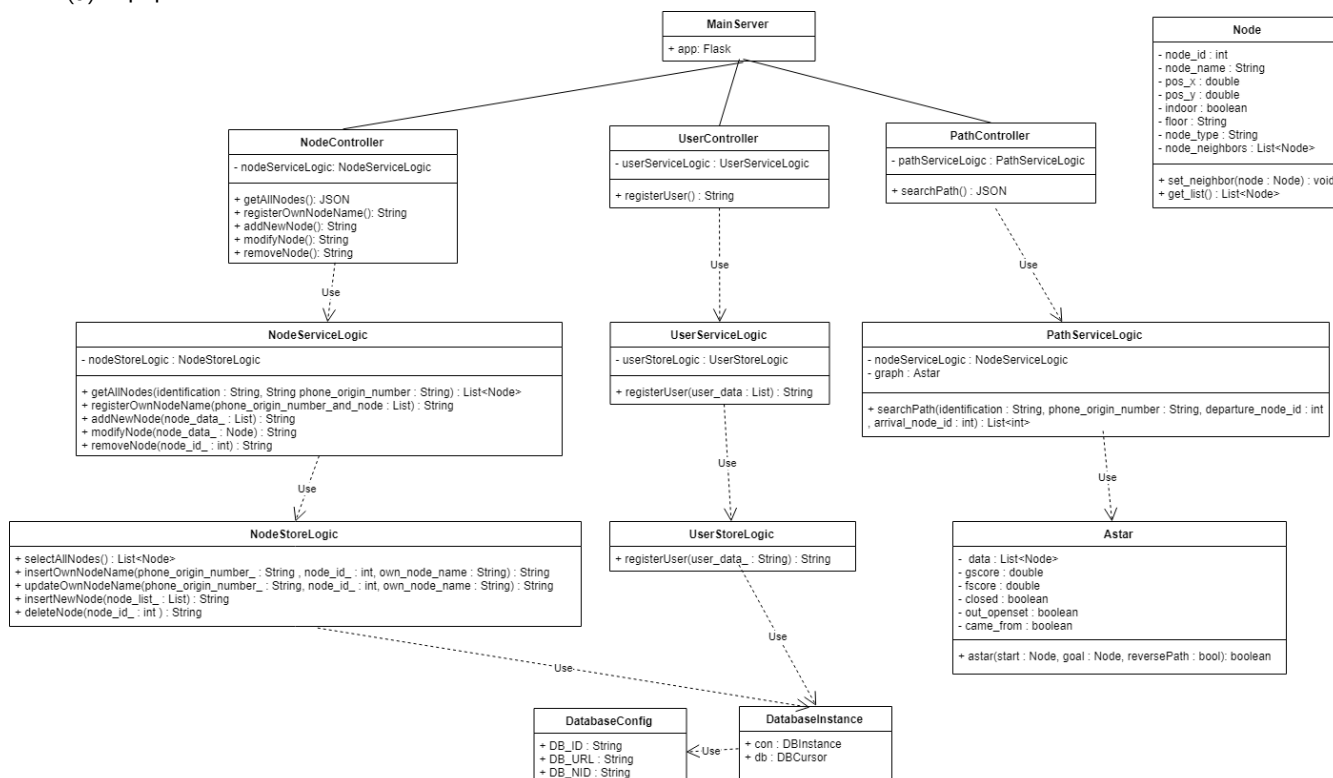 MainServer
+ app: Flask
Node
- node_id : int
- node_name : String
- pos_x : double
- pos_y : double
- indoor : boolean
- floor : String
- node_type : String
- node_neighbors : List<Node>
+ set_neighbor(node : Node) : void
+ get_list() : List<Node>
NodeController
- nodeServiceLogic: NodeServiceLogic
+ getAllNodes(): JSON
+ registerOwnNodeName(): String
+ addNewNode(): String
+ modifyNode(): String
+ removeNode(): String
UserController
- userServiceLogic : UserServiceLogic
+ registerUser() : String
PathController
- pathServiceLoigc : PathServiceLogic
+ searchPath() : JSON
Use
Use
Use
NodeServiceLogic
- nodeStoreLogic : NodeStoreLogic
+ getAllNodes(identification : String, String phone_origin_number : String) : List<Node>
+ registerOwnNodeName(phone_origin_number_and_node : List) : String
+ addNewNode(node_data_ : List) : String
+ modifyNode(node_data_ : Node) : String
+ removeNode(node_id_ : int) : String
UserServiceLogic
- userStoreLogic : UserStoreLogic
+ registerUser(user_data : List) : String
PathServiceLogic
- nodeServiceLogic : NodeServiceLogic
- graph : Astar
+ searchPath(identification : String, phone_origin_number : String, departure_node_id : int
, arrival_node_id : int) : List<int>
Use
Use
Use
NodeStoreLogic
+ selectAllNodes() : List<Node>
+ insertOwnNodeName(phone_origin_number_ : String , node_id_ : int, own_node_name : String) : String
+ updateOwnNodeName(phone_origin_number_ : String, node_id_ : int, own_node_name : String) : String
+ insertNewNode(node_list_ : List) : String
+ deleteNode(node_id_ : int ) : String
UserStoreLogic
+ registerUser(user_data_ : String) : String
Astar
- data : List<Node>
- gscore : double
- fscore : double
- closed : boolean
- out_openset : boolean
- came_from : boolean
+ astar(start : Node, goal : Node, reversePath : bool): boolean
Use
Use
DatabaseConfig
+ DB_ID : String
+ DB_URL : String
+ DB_NID : String
Use
DatabaseInstance
+ con : DBInstance
+ db : DBCursor